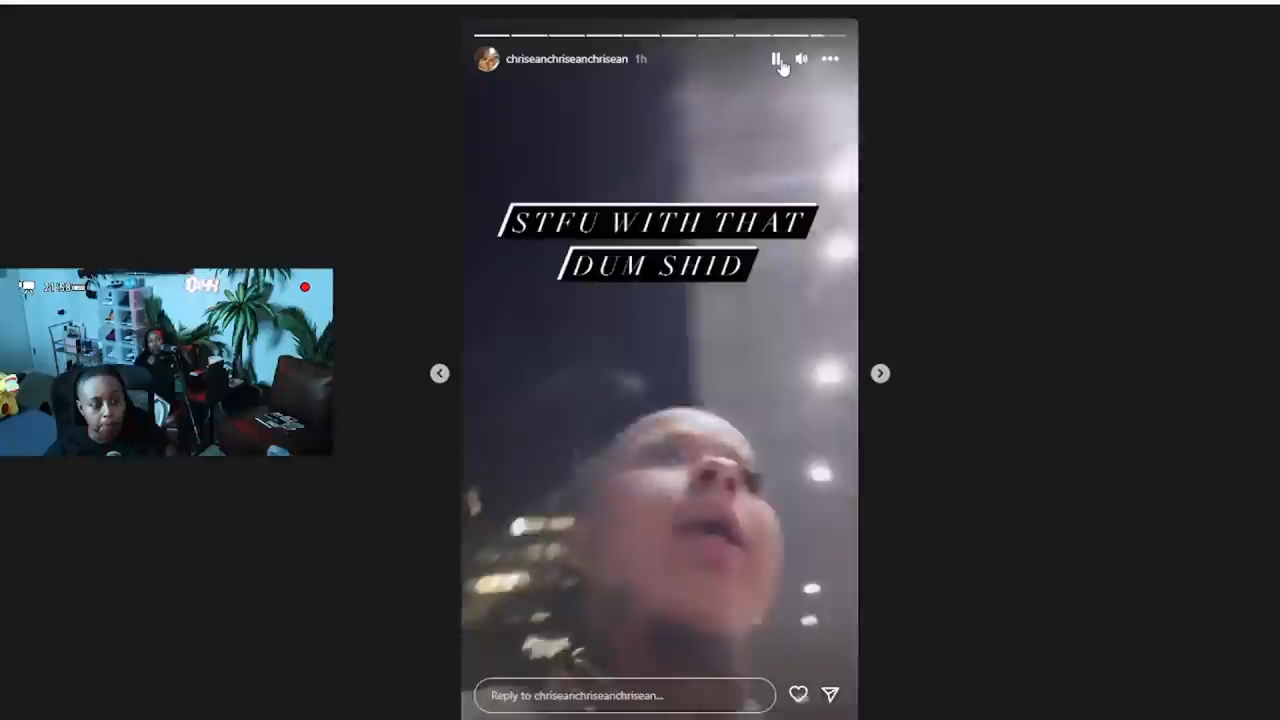 chriseanchriseanchrisean 1h
STFU WITH THAT
DUM SHID
Reply to chriseanchriseanchrisean...